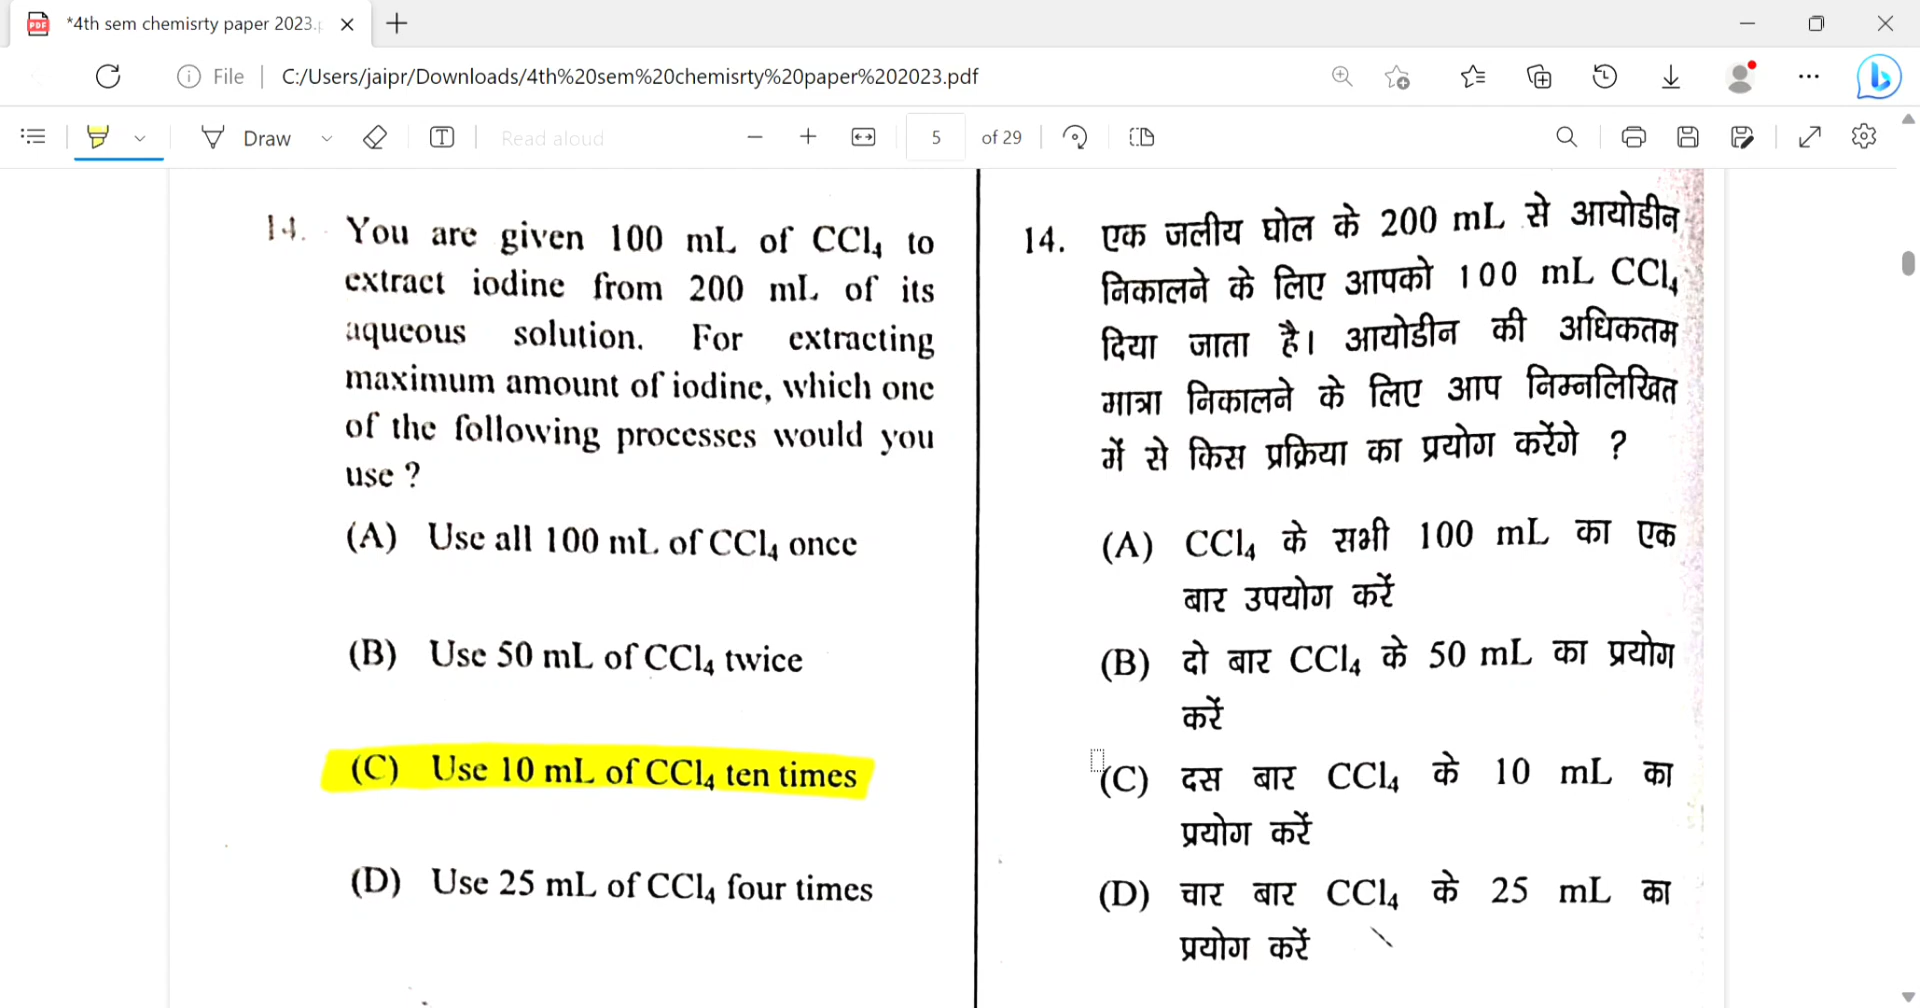 *4th sem chemisrty paper 2023.p
File
C:/Users/jaipr/Downloads/4th%20sem%20chemisrty%20paper%202023.pdf
Draw
Read aloud
5
of 29
14. You are given 100 mL of CCl₄ to
extract iodine from 200 mL of its
aqueous solution. For extracting
maximum amount of iodine, which one
of the following processes would you
use ?
(A) Use all 100 mL of CCl₄ once
(B) Use 50 mL of CCl₄ twice
(C) Use 10 mL of CCl₄ ten times
(D) Use 25 mL of CCl₄ four times
14. एक जलीय घोल के 200 mL से आयोडीन
निकालने के लिए आपको 100 mL CCl₄
दिया जाता है। आयोडीन की अधिकतम
मात्रा निकालने के लिए आप निम्नलिखित
में से किस प्रक्रिया का प्रयोग करेंगे ?
(A) CCl₄ के सभी 100 mL का एक
बार उपयोग करें
(B) दो बार CCl₄ के 50 mL का प्रयोग
करें
(C) दस बार CCl₄ के 10 mL का
प्रयोग करें
(D) चार बार CCl₄ के 25 mL का
प्रयोग करें